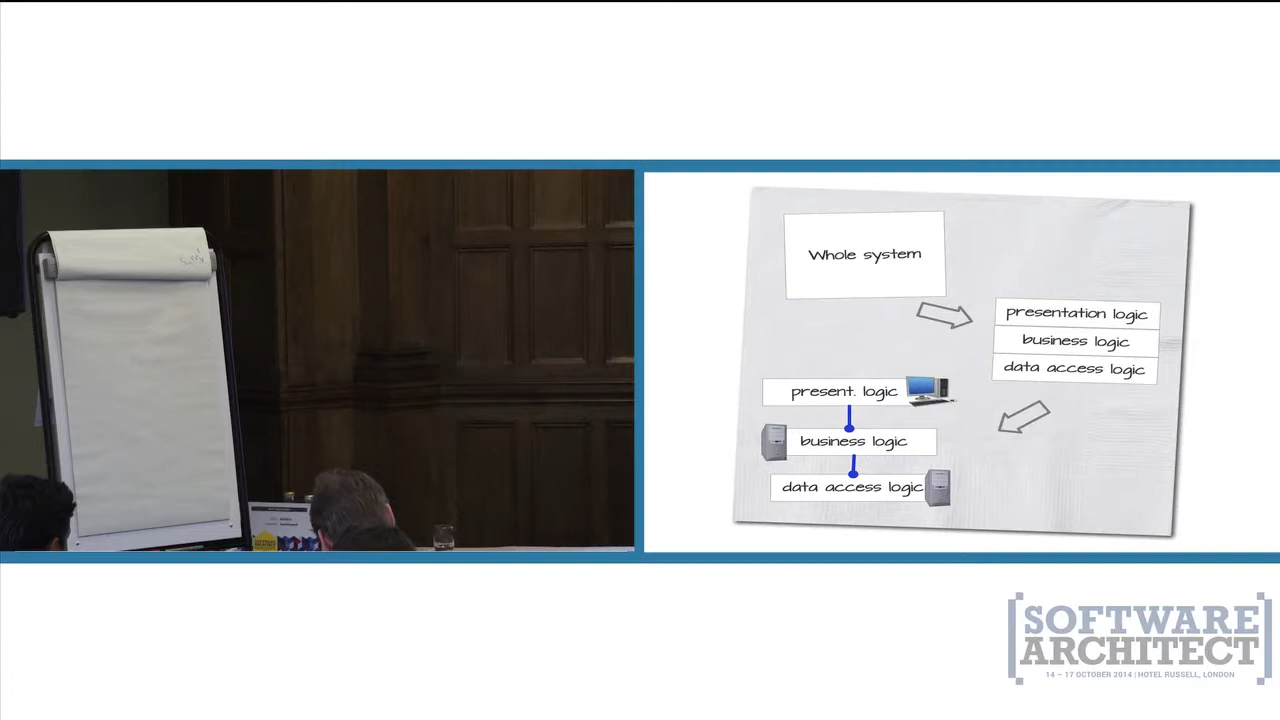 Whole system
presentation logic
business logic
data access logic
present. logic
business logic
data access logic
SOFTWARE
ARCHITECT
14 – 17 OCTOBER 2014 | HOTEL RUSSELL, LONDON